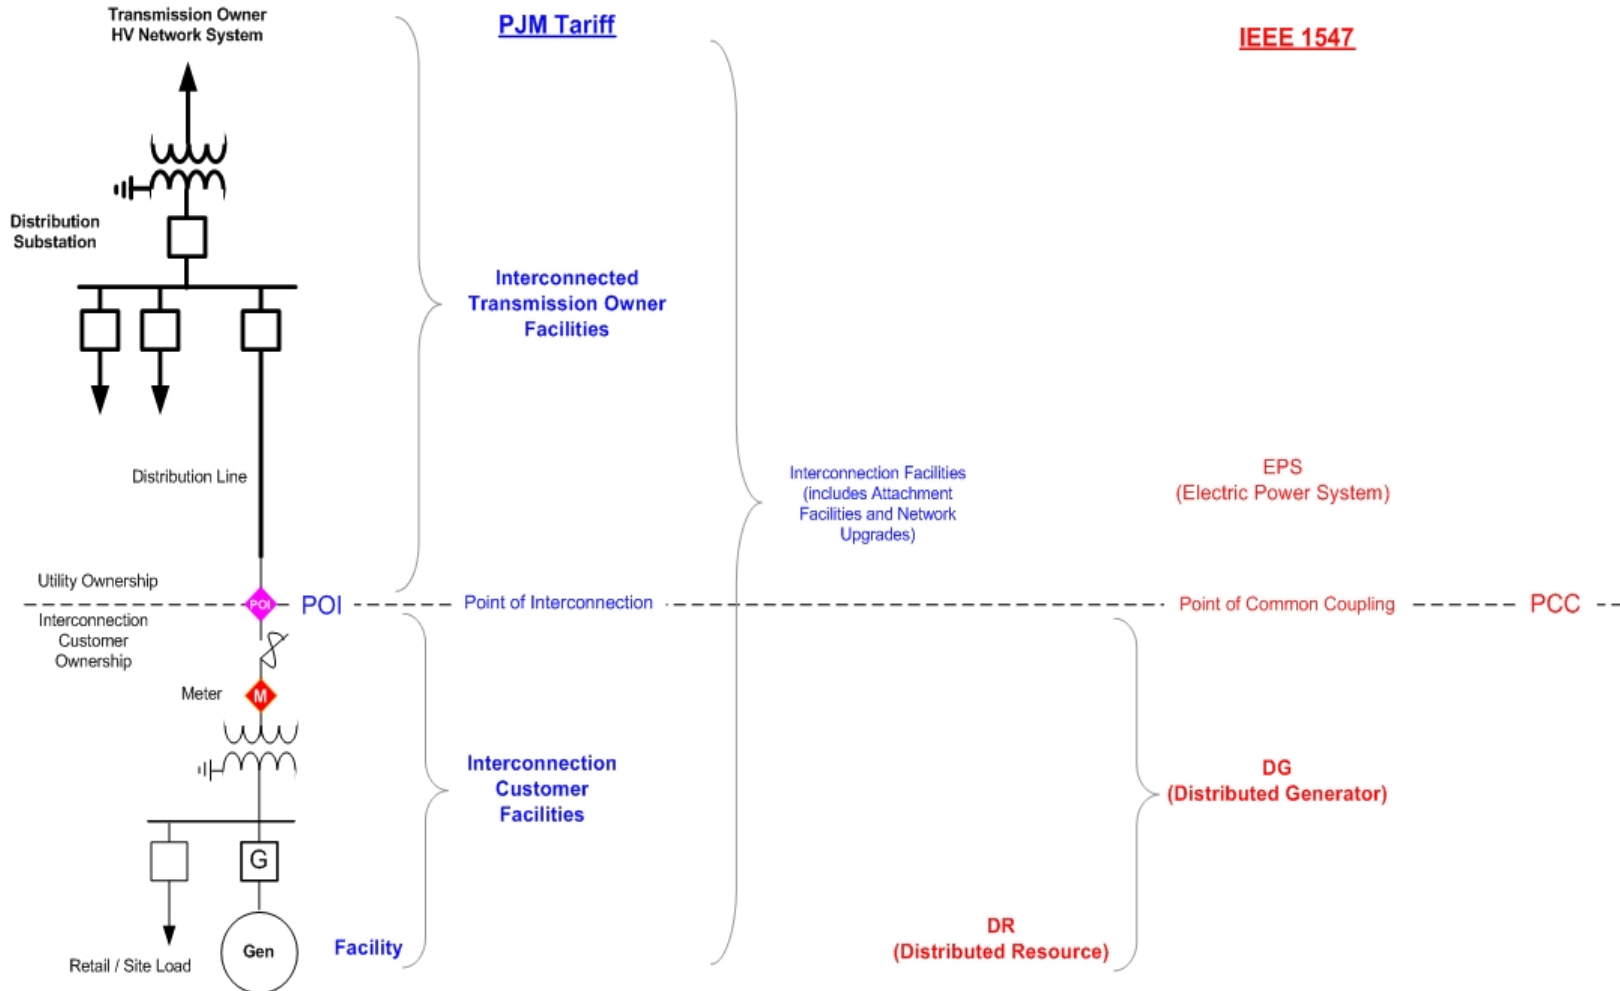 Transmission Owner
HV Network System
PJM Tariff
IEEE 1547
Distribution
Substation
Interconnected
Transmission Owner
Facilities
Distribution Line
Interconnection Facilities
(includes Attachment
Facilities and Network
Upgrades)
EPS
(Electric Power System)
Utility Ownership
POI
POI
Point of Interconnection
Point of Common Coupling
PCC
Interconnection
Customer
Ownership
Meter
M
Interconnection
Customer
Facilities
DG
(Distributed Generator)
G
Gen
Facility
DR
(Distributed Resource)
Retail / Site Load